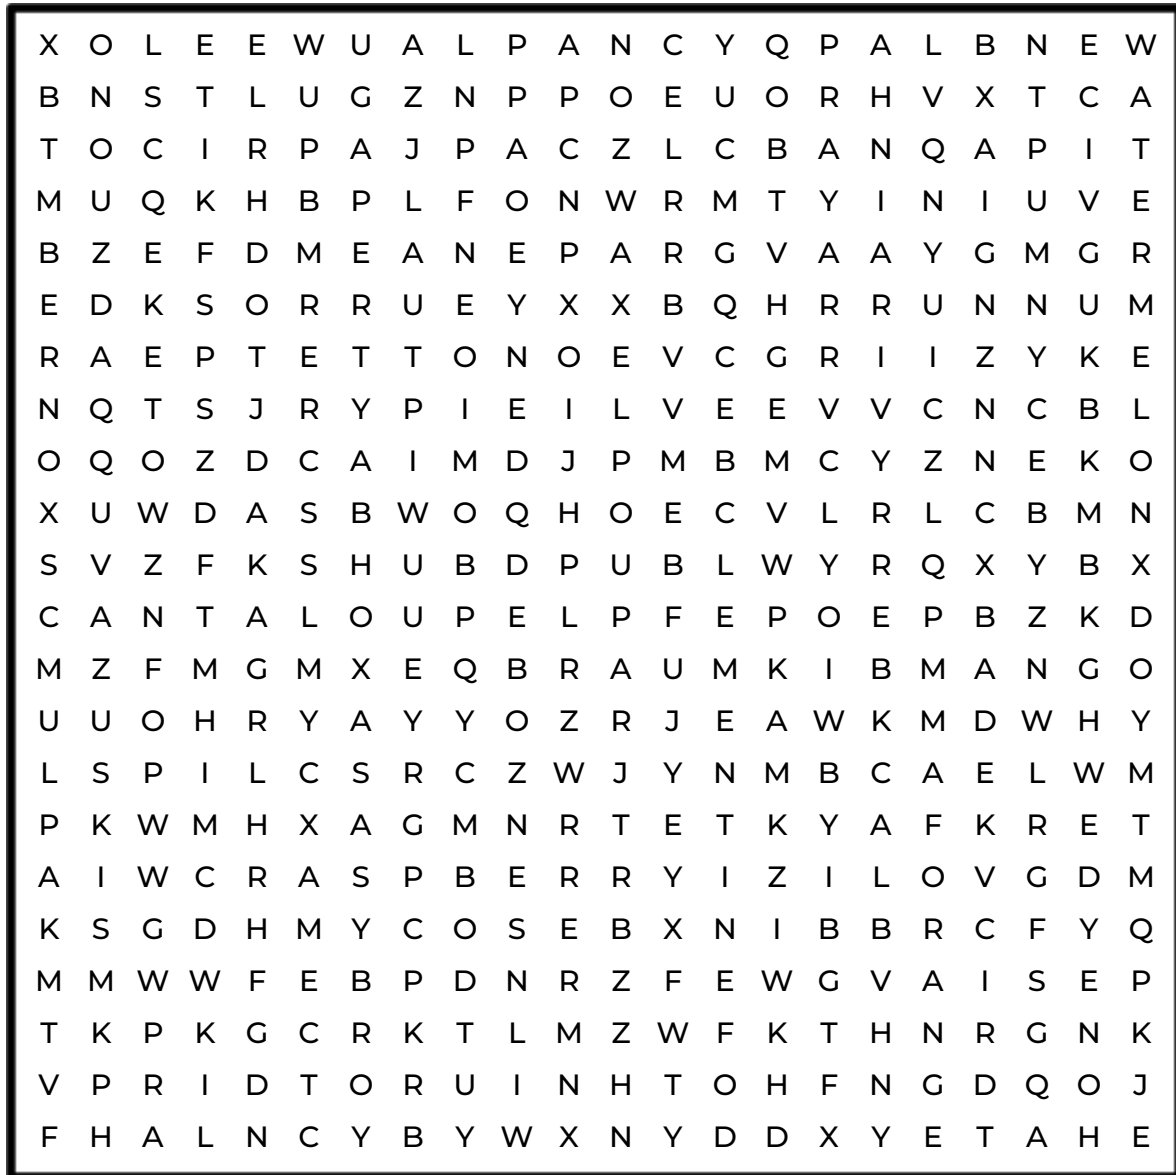 X O L E E W U A L P A N C Y Q P A L B N E W
B N S T L U G Z N P P O E U O R H V X T C A
T O C I R P A J P A C Z L C B A N Q A P I T
M U Q K H B P L F O N W R M T Y I N I U V E
B Z E F D M E A N E P A R G V A A Y G M G R
E D K S O R R U E Y X X B Q H R R U N N U M
R A E P T E T T O N O E V C G R I I Z Y K E
N Q T S J R Y P I E I L V E E V V C N C B L
O Q O Z D C A I M D J P M B M C Y Z N E K O
X U W D A S B W O Q H O E C V L R L C B M N
S V Z F K S H U B D P U B L W Y R Q X Y B X
C A N T A L O U P E L P F E P O E P B Z K D
M Z F M G M X E Q B R A U M K I B M A N G O
U U O H R Y A Y Y O Z R J E A W K M D W H Y
L S P I L C S R C Z W J Y N M B C A E L W M
P K W M H X A G M N R T E T K Y A F K R E T
A I W C R A S P B E R R Y I Z I L O V G D M
K S G D H M Y C O S E B X N I B B R C F Y Q
M M W W F E B P D N R Z F E W G V A I S E P
T K P K G C R K T L M Z W F K T H N R G N K
V P R I D T O R U I N H T O H F N G D Q O J
F H A L N C Y B Y W X N Y D D X Y E T A H E